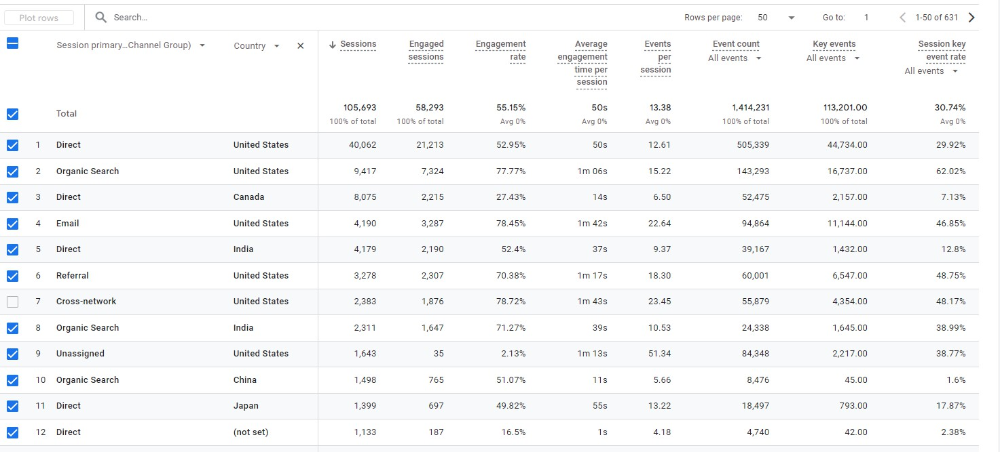 Plot rows Search... Rows per page: 50 Go to: 1 1-50 of 631
Session primary...Channel Group) Country Sessions Engaged sessions Engagement rate Average engagement time per session Events per session Event count All events Key events All events Session key event rate All events
Total 105,693 58,293 55.15% 50s 13.38 1,414,231 113,201.00 30.74%
100% of total 100% of total Avg 0% Avg 0% Avg 0% 100% of total 100% of total Avg 0%
1 Direct United States 40,062 21,213 52.95% 50s 12.61 505,339 44,734.00 29.92%
2 Organic Search United States 9,417 7,324 77.77% 1m 06s 15.22 143,293 16,737.00 62.02%
3 Direct Canada 8,075 2,215 27.43% 14s 6.50 52,475 2,157.00 7.13%
4 Email United States 4,190 3,287 78.45% 1m 42s 22.64 94,864 11,144.00 46.85%
5 Direct India 4,179 2,190 52.4% 37s 9.37 39,167 1,432.00 12.8%
6 Referral United States 3,278 2,307 70.38% 1m 17s 18.30 60,001 6,547.00 48.75%
7 Cross-network United States 2,383 1,876 78.72% 1m 43s 23.45 55,879 4,354.00 48.17%
8 Organic Search India 2,311 1,647 71.27% 39s 10.53 24,338 1,645.00 38.99%
9 Unassigned United States 1,643 35 2.13% 1m 13s 51.34 84,348 2,217.00 38.77%
10 Organic Search China 1,498 765 51.07% 11s 5.66 8,476 45.00 1.6%
11 Direct Japan 1,399 697 49.82% 55s 13.22 18,497 793.00 17.87%
12 Direct (not set) 1,133 187 16.5% 1s 4.18 4,740 42.00 2.38%